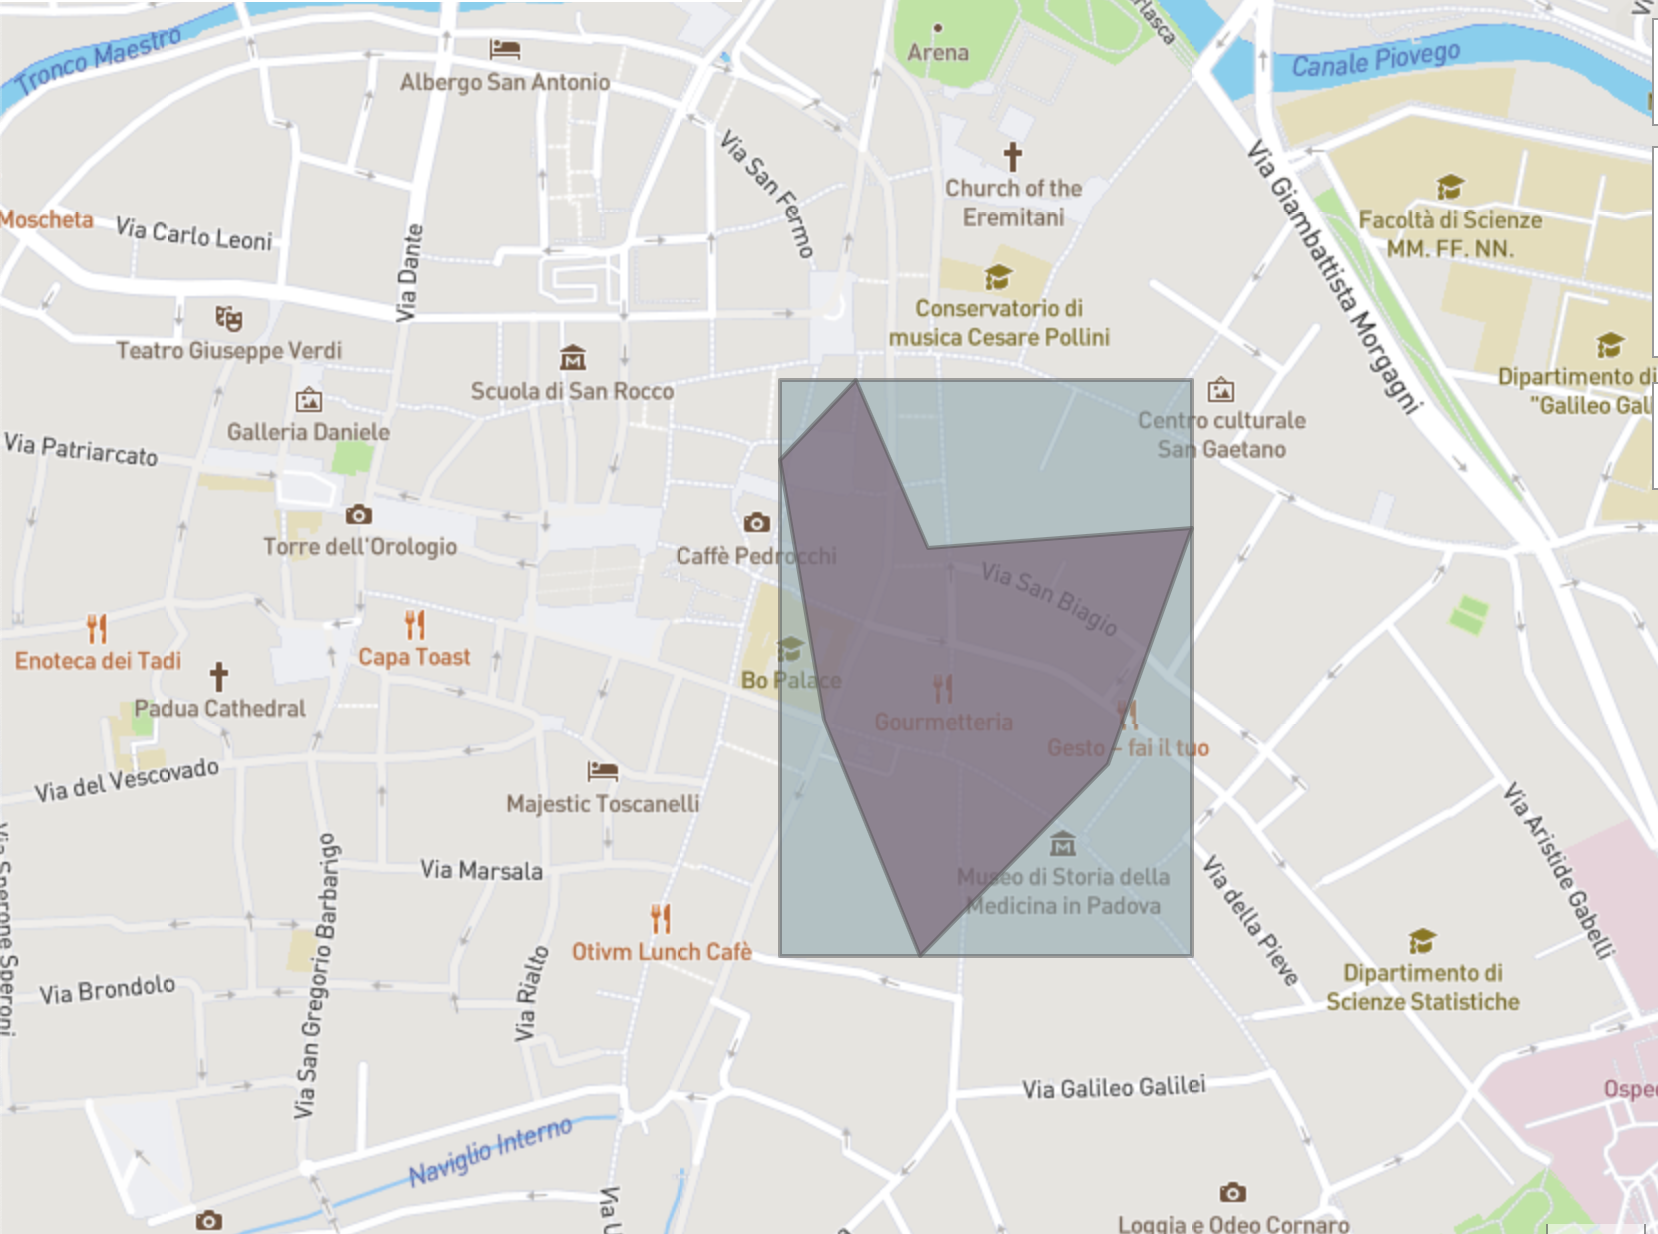 Tronco Maestro
Albergo San Antonio
Arena
Canale Piovego
Via San Fermo
Church of the
Eremitani
Via Giambattista Morgagni
Facoltà di Scienze
MM. FF. NN.
Moscheta
Via Carlo Leoni
Via Dante
Conservatorio di
musica Cesare Pollini
Teatro Giuseppe Verdi
Scuola di San Rocco
Dipartimento di
"Galileo Gal
Galleria Daniele
Centro culturale
San Gaetano
Via Patriarcato
Torre dell'Orologio
Caffè Pedrocchi
Via San Biagio
Enoteca dei Tadi
Capa Toast
Bo Palace
Padua Cathedral
Gourmetteria
Gesto - fai il tuo
Via del Vescovado
Majestic Toscanelli
Via Aristide Gabelli
Via Sperone Speroni
Via San Gregorio Barbarigo
Via Marsala
Museo di Storia della
Medicina in Padova
Via della Pieve
Otivm Lunch Cafè
Via Rialto
Via Brondolo
Dipartimento di
Scienze Statistiche
Via Galileo Galilei
Osped
Naviglio Interno
Via U
Loggia e Odeo Cornaro